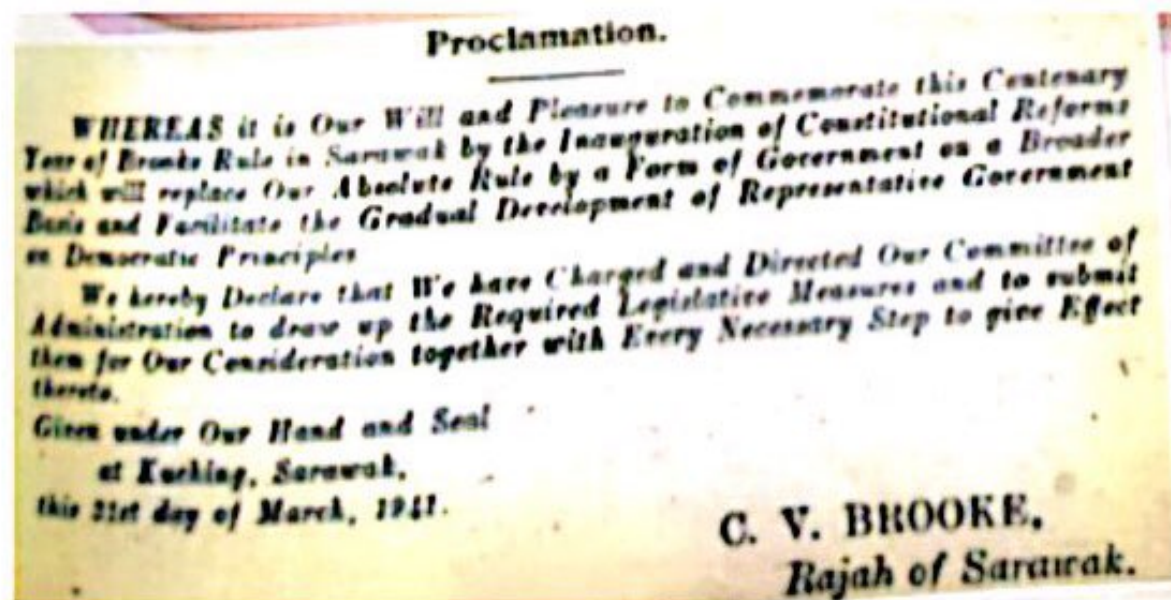 Proclamation.
WHEREAS it is Our Will and Pleasure to Commemorate this Centenary
Year of Brooke Rule in Sarawak by the Inauguration of Constitutional Reforms
which will replace Our Absolute Rule by a Form of Government on a Broader
Basis and Facilitate the Gradual Development of Representative Government
on Democratic Principles
We hereby Declare that We have Charged and Directed Our Committee of
Administration to draw up the Required Legislative Measures and to submit
them for Our Consideration together with Every Necessary Step to give Effect
thereto.
Given under Our Hand and Seal
at Kuching, Sarawak,
this 31st day of March, 1941.
C. V. BROOKE,
Rajah of Sarawak.